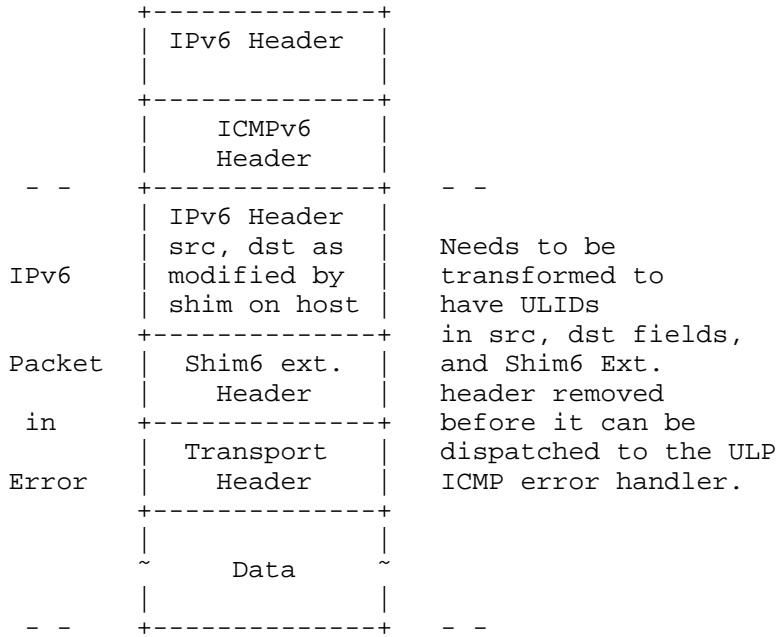 IPv6 Header
ICMPv6
Header
IPv6 Header
src, dst as Needs to be
IPv6 modified by transformed to
shim on host have ULIDs
in src, dst fields,
Packet Shim6 ext. and Shim6 Ext.
Header header removed
in before it can be
Transport dispatched to the ULP
Error Header ICMP error handler.
Data